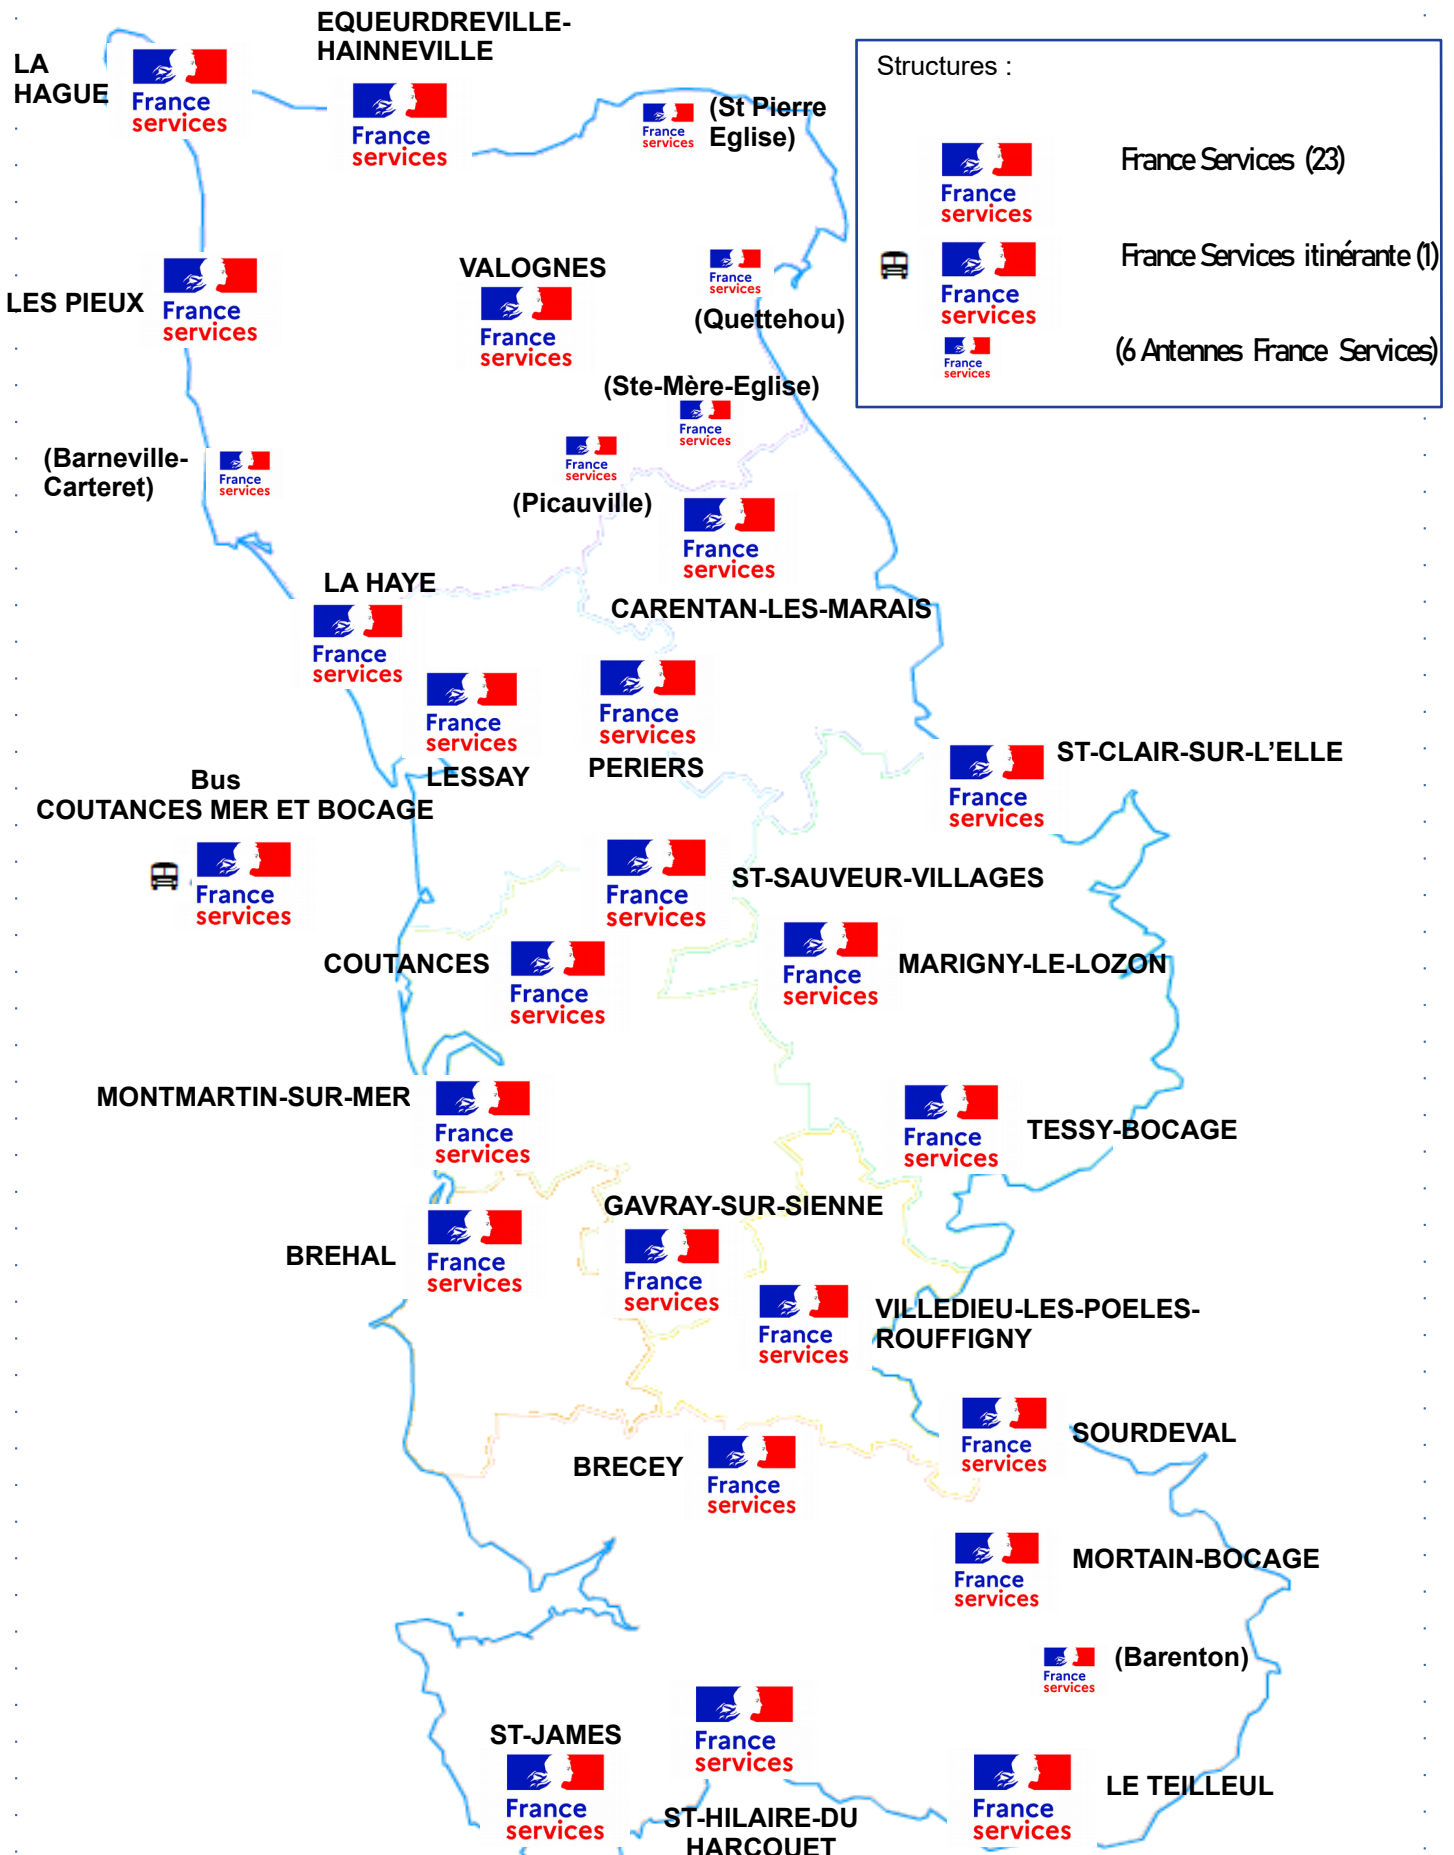 EQUEURDREVILLE-
HAINNEVILLE
LA
HAGUE
France
services
France
services
France
services
(St Pierre
Eglise)
Structures :
France
services
France Services (23)
France
services
France Services itinérante (1)
France
services
(6 Antennes France Services)
LES PIEUX
France
services
VALOGNES
France
services
France
services
(Quettehou)
(Ste-Mère-Eglise)
France
services
(Barneville-
Carteret)
France
services
France
services
(Picauville)
France
services
CARENTAN-LES-MARAIS
LA HAYE
France
services
France
services
LESSAY
France
services
PERIERS
France
services
ST-CLAIR-SUR-L’ELLE
Bus
COUTANCES MER ET BOCAGE
France
services
France
services
ST-SAUVEUR-VILLAGES
COUTANCES
France
services
France
services
MARIGNY-LE-LOZON
MONTMARTIN-SUR-MER
France
services
France
services
TESSY-BOCAGE
BREHAL
France
services
GAVRAY-SUR-SIENNE
France
services
France
services
VILLEDIEU-LES-POELES-
ROUFFIGNY
BRECEY
France
services
France
services
SOURDEVAL
France
services
MORTAIN-BOCAGE
France
services
(Barenton)
ST-JAMES
France
services
France
services
ST-HILAIRE-DU
HARCOUET
France
services
LE TEILLEUL